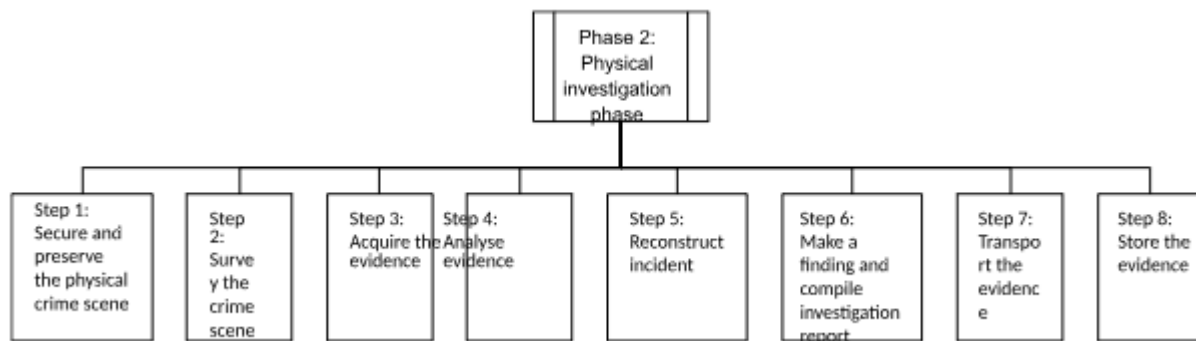 Phase 2:
Physical
investigation
phase
Step 1:
Secure and
preserve
the physical
crime scene
Step
2:
Surve
y the
crime
scene
Step 3:
Acquire the
evidence
Step 4:
Analyse
evidence
Step 5:
Reconstruct
incident
Step 6:
Make a
finding and
compile
investigation
report
Step 7:
Transpo
rt the
evidenc
e
Step 8:
Store the
evidence